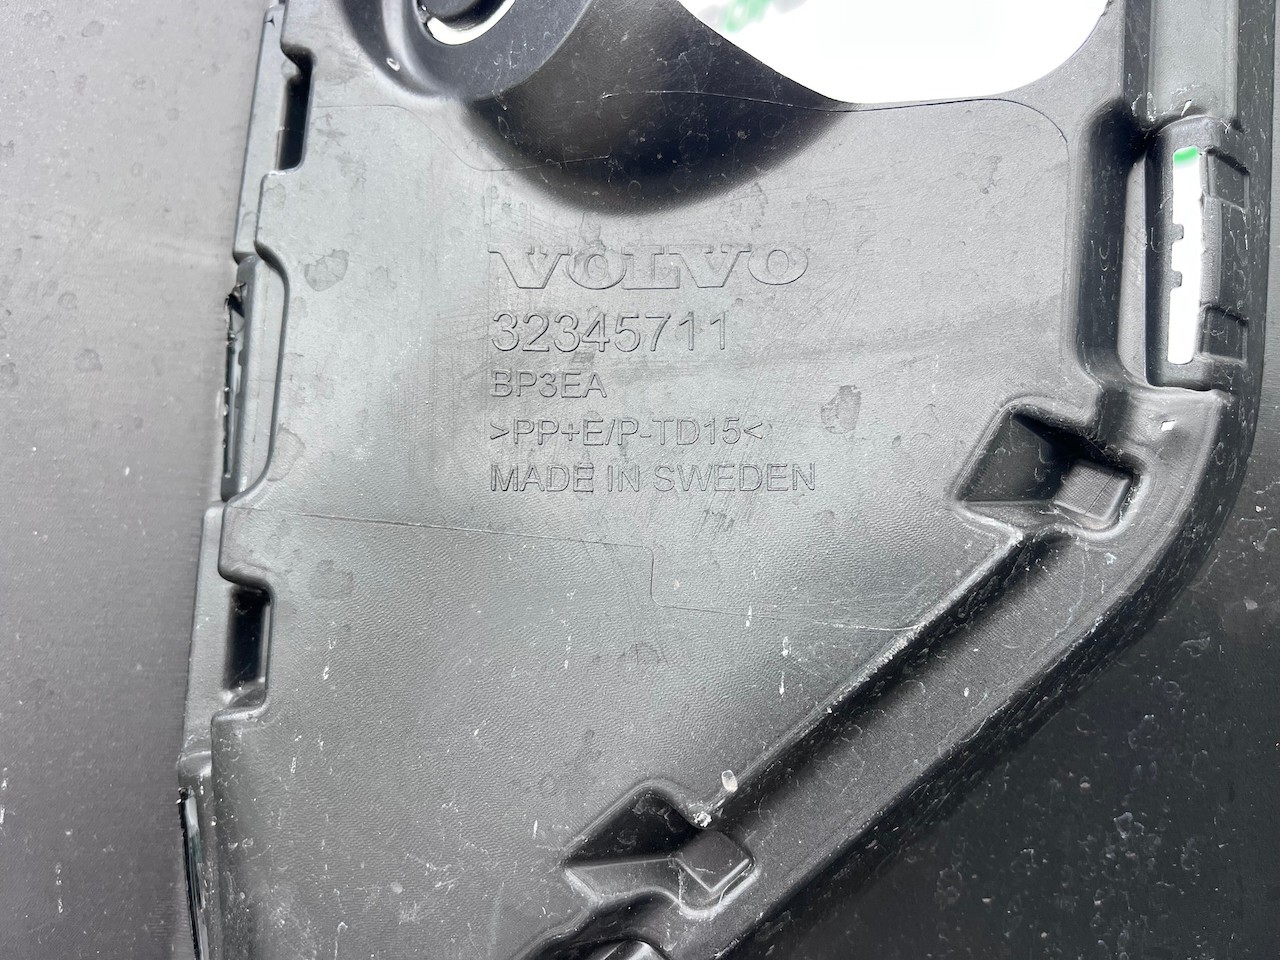 VOLVO
32345711
BP3EA
>PP+E/P-TD15<
MADE IN SWEDEN